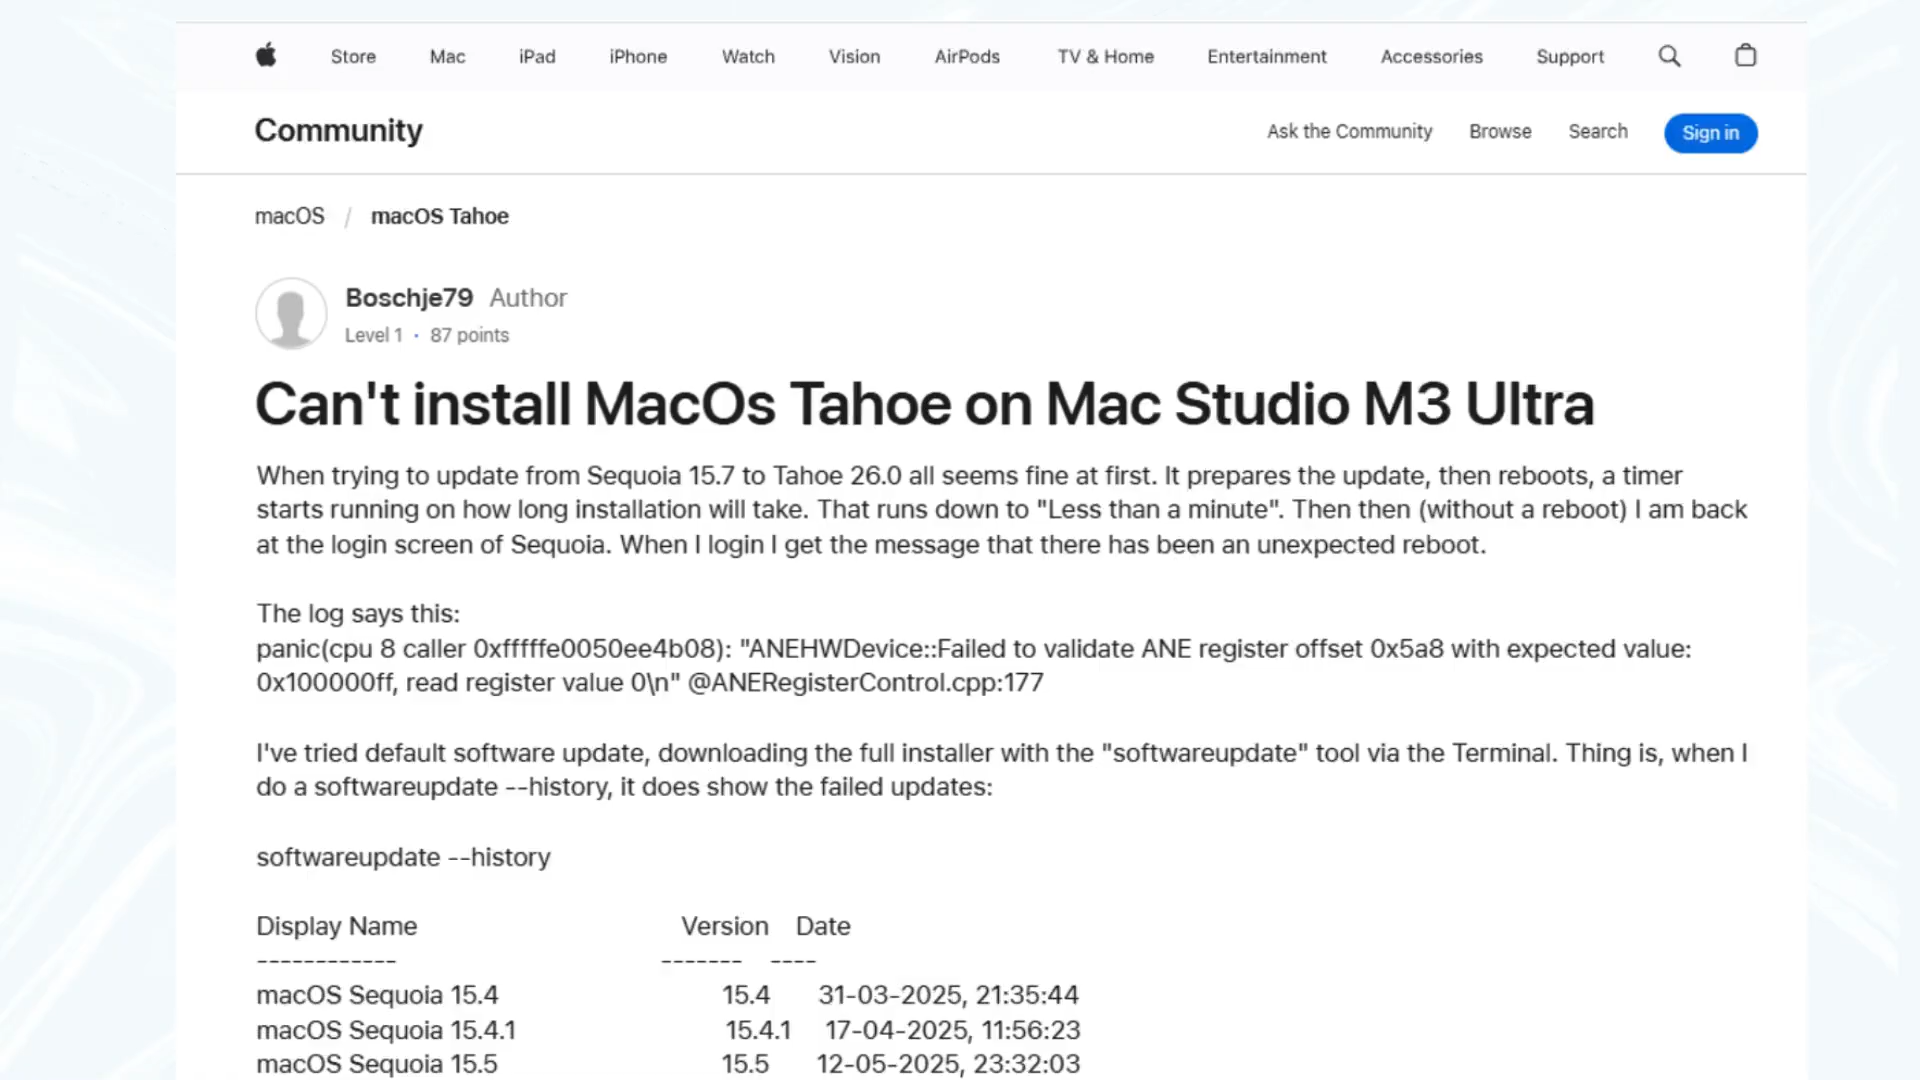 Store Mac iPad iPhone Watch Vision AirPods TV & Home Entertainment Accessories Support
Community Ask the Community Browse Search Sign in
macOS / macOS Tahoe
Boschje79 Author
Level 1 · 87 points
Can't install MacOs Tahoe on Mac Studio M3 Ultra
When trying to update from Sequoia 15.7 to Tahoe 26.0 all seems fine at first. It prepares the update, then reboots, a timer
starts running on how long installation will take. That runs down to "Less than a minute". Then then (without a reboot) I am back
at the login screen of Sequoia. When I login I get the message that there has been an unexpected reboot.
The log says this:
panic(cpu 8 caller 0xfffffe0050ee4b08): "ANEHWDevice::Failed to validate ANE register offset 0x5a8 with expected value:
0x100000ff, read register value 0\n" @ANERegisterControl.cpp:177
I've tried default software update, downloading the full installer with the "softwareupdate" tool via the Terminal. Thing is, when I
do a softwareupdate --history, it does show the failed updates:
softwareupdate --history
Display Name Version Date
------------ ------- ----
macOS Sequoia 15.4 15.4 31-03-2025, 21:35:44
macOS Sequoia 15.4.1 15.4.1 17-04-2025, 11:56:23
macOS Sequoia 15.5 15.5 12-05-2025, 23:32:03